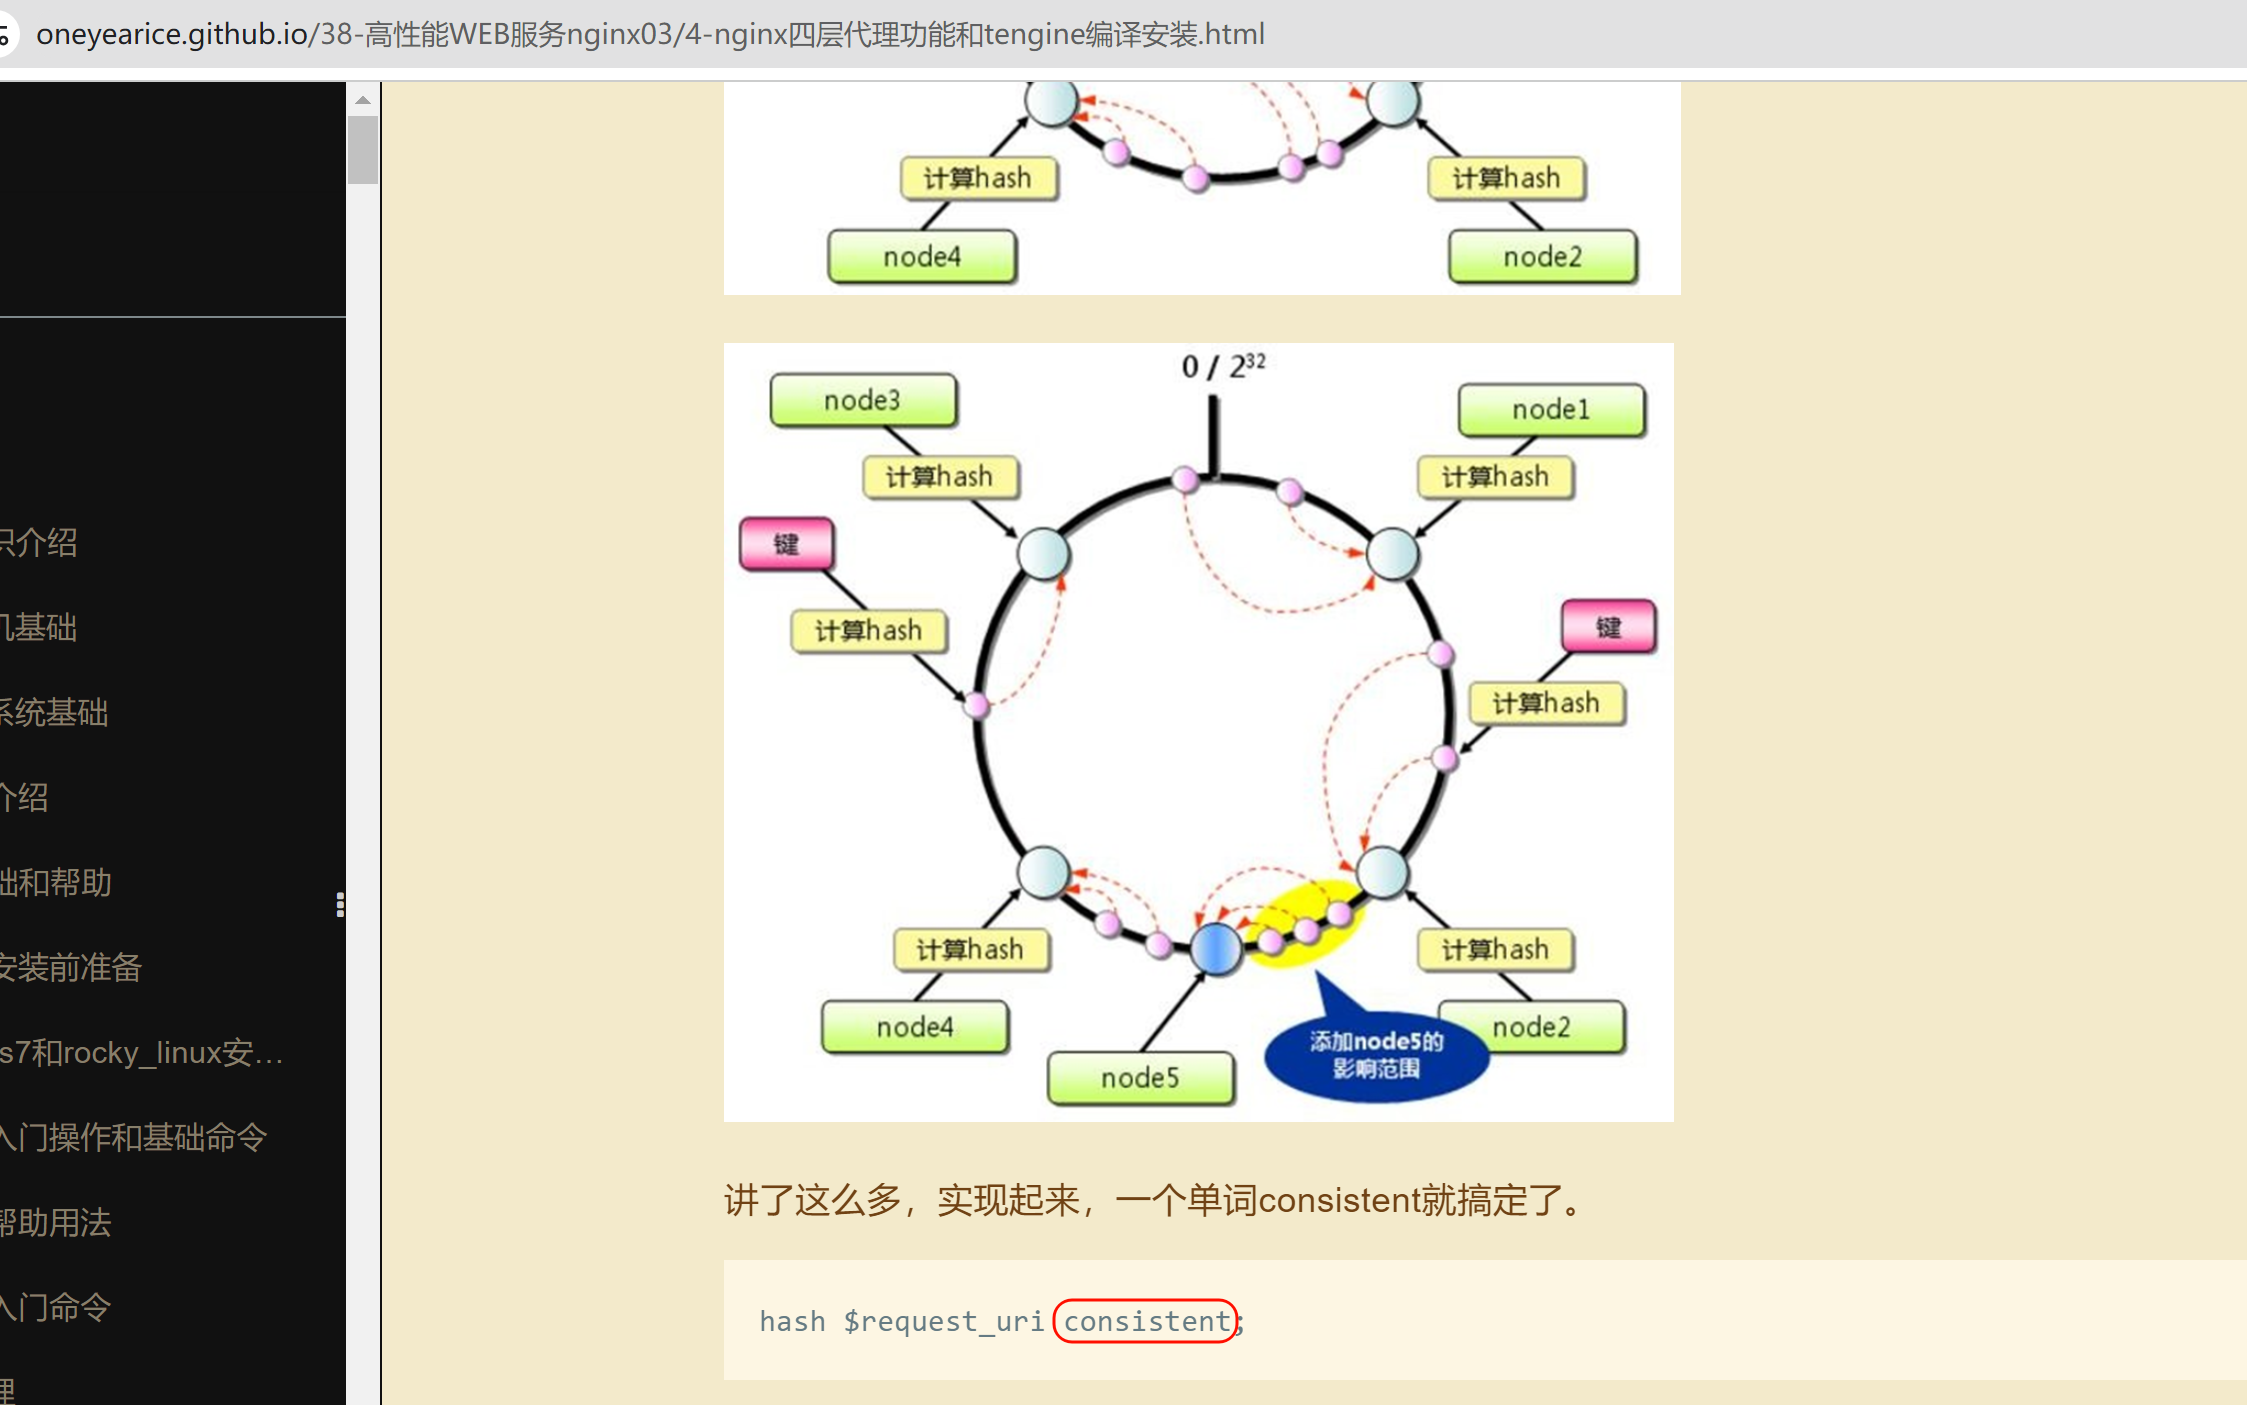 oneyearice.github.io/38-高性能WEB服务nginx03/4-nginx四层代理功能和tengine编译安装.html
计算hash
计算hash
node4
node2
0 / 2³²
node3
node1
计算hash
计算hash
键
计算hash
键
计算hash
计算hash
计算hash
node4
node2
添加node5的
影响范围
node5
识介绍
机基础
系统基础
介绍
础和帮助
安装前准备
s7和rocky_linux安…
入门操作和基础命令
帮助用法
入门命令
理
讲了这么多，实现起来，一个单词consistent就搞定了。
hash $request_uri consistent;